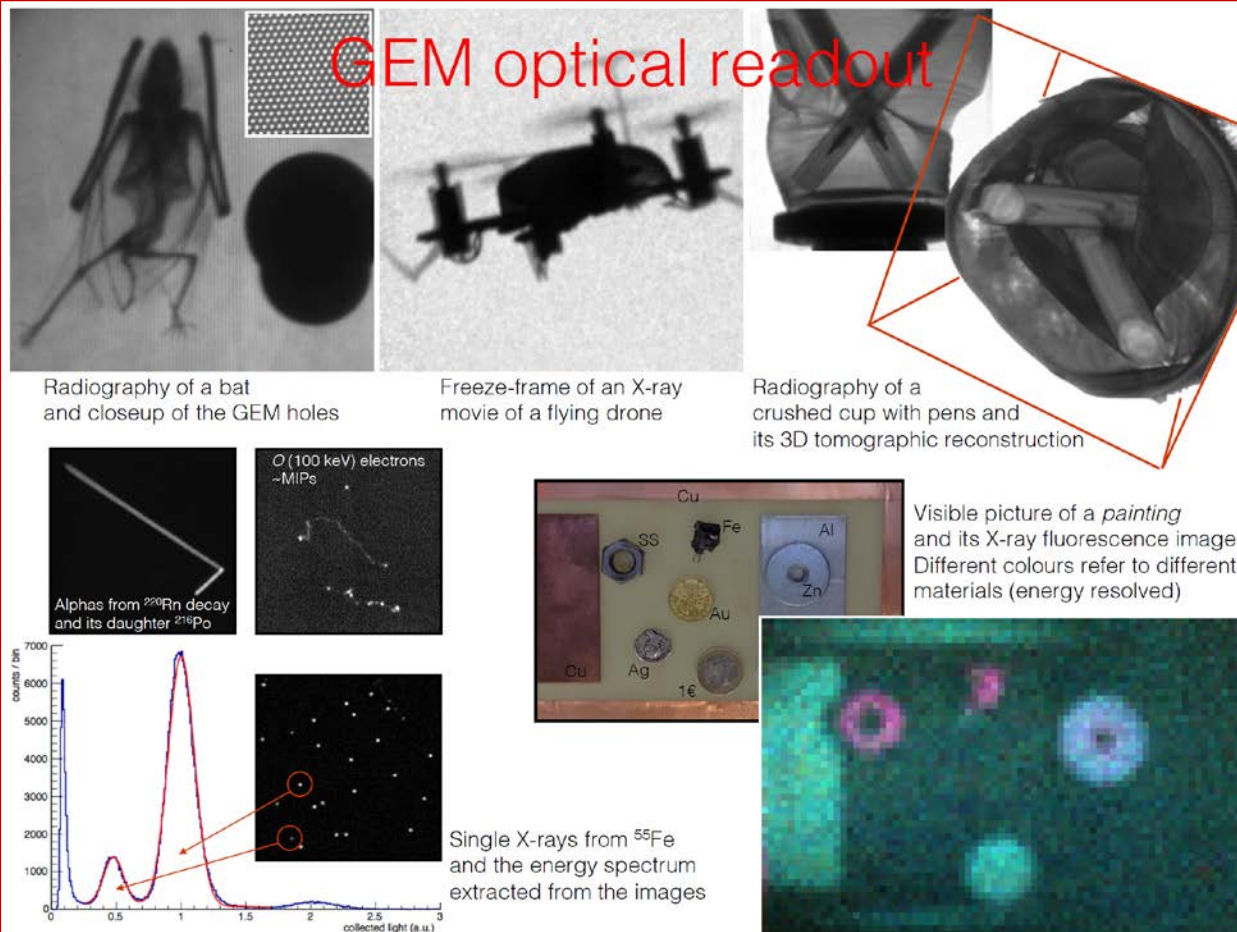 GEM optical readout
Radiography of a bat
and closeup of the GEM holes
Freeze-frame of an X-ray
movie of a flying drone
Radiography of a
crushed cup with pens and
its 3D tomographic reconstruction
Alphas from ²²⁰Rn decay
and its daughter ²¹⁶Po
O (100 keV) electrons
~MIPs
Cu
SS
Fe
Al
Zn
Au
Cu
Ag
1€
Visible picture of a painting
and its X-ray fluorescence image
Different colours refer to different
materials (energy resolved)
counts / bin
7000
6000
5000
4000
3000
2000
1000
0
0 0.5 1 1.5 2 2.5 3
collected light (a.u.)
Single X-rays from ⁵⁵Fe
and the energy spectrum
extracted from the images